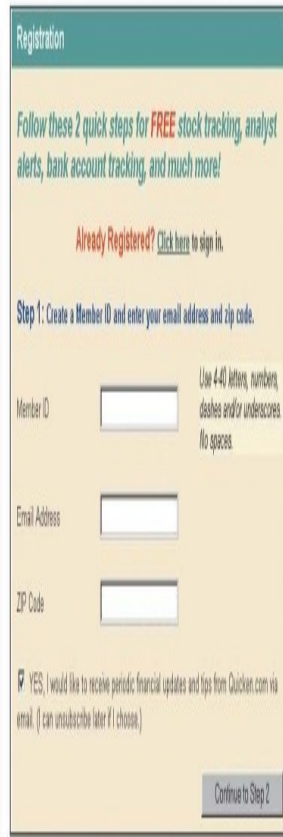 Registration
Follow these 2 quick steps for FREE stock tracking, analyst
alerts, bank account tracking, and much more!
Already Registered? Click here to sign in.
Step 1: Create a Member ID and enter your email address and zip code.
Member ID
Use 4-40 letters, numbers,
dashes and/or underscores.
No spaces.
Email Address
ZIP Code
YES, I would like to receive periodic financial updates and tips from Quicken.com via
email. (I can unsubscribe later if I choose.)
Continue to Step 2